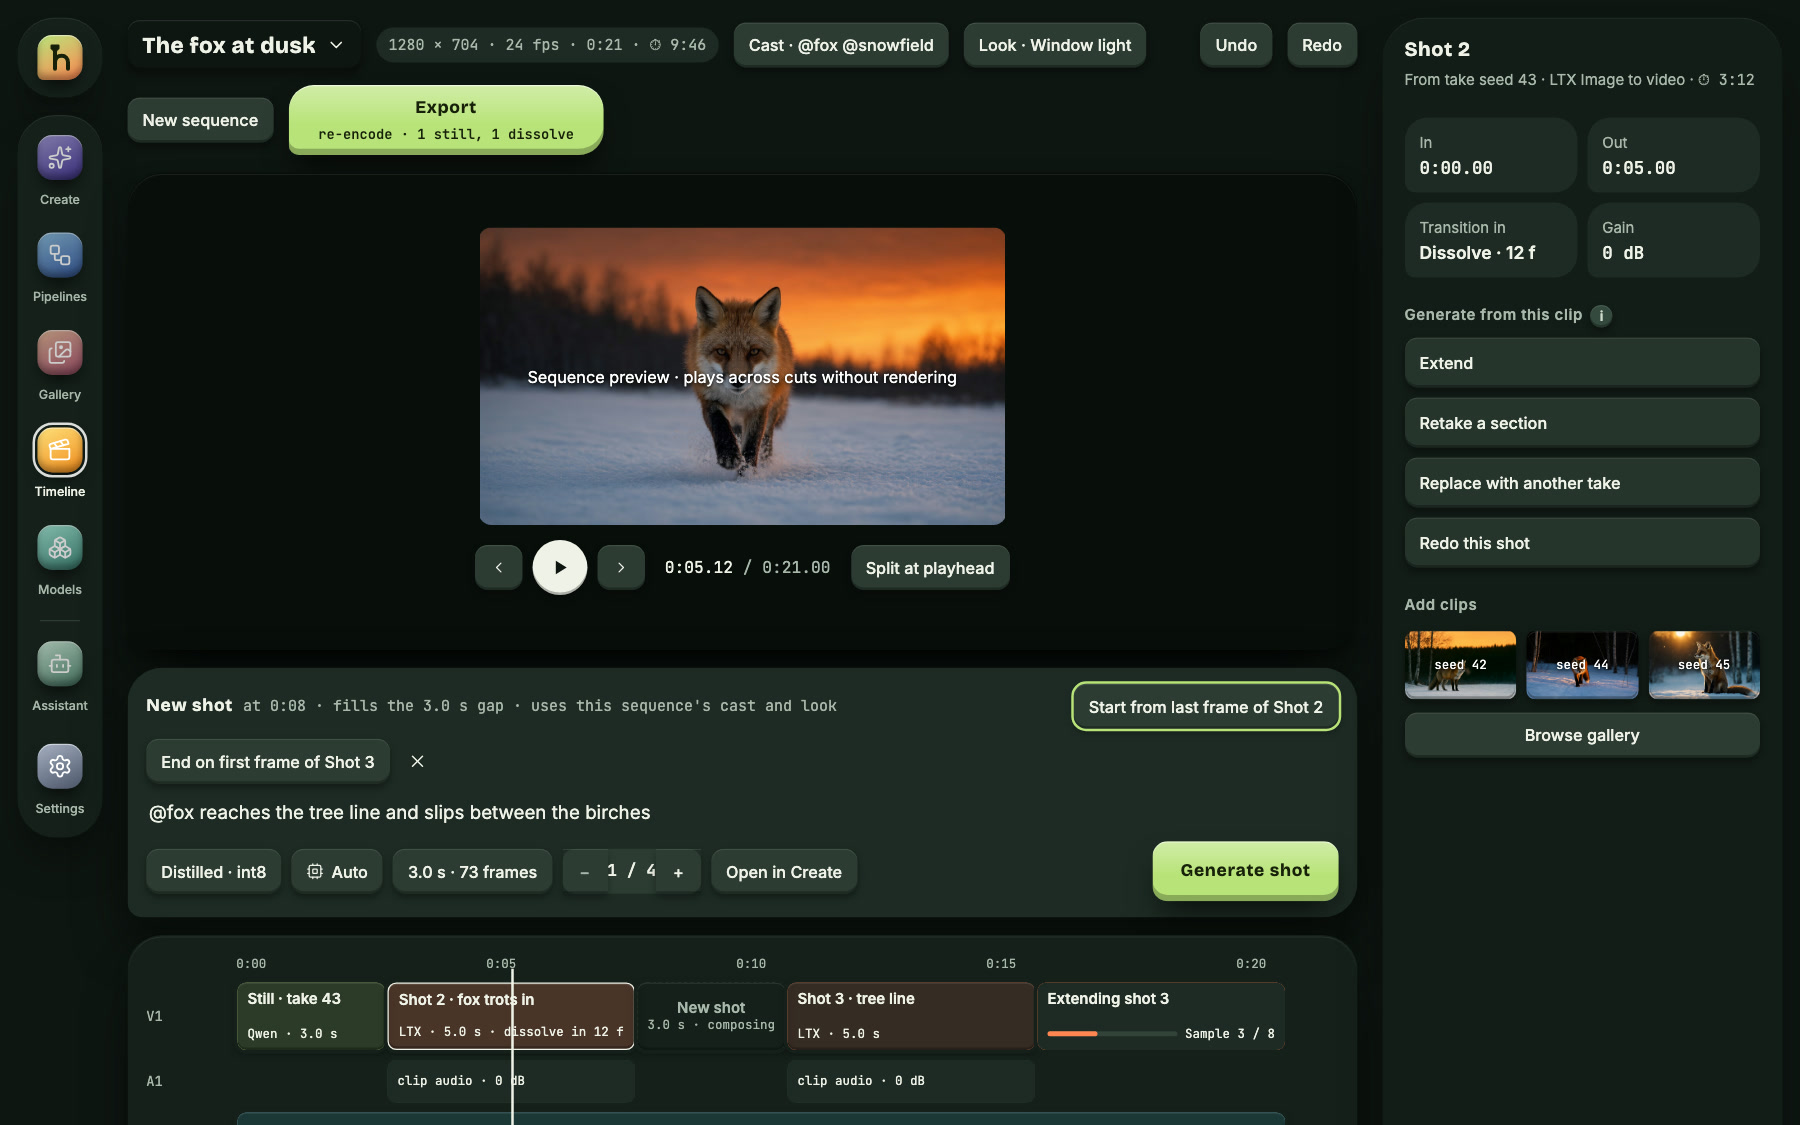 h
The fox at dusk
1280 × 704 · 24 fps · 0:21 · ⏱ 9:46
Cast · @fox @snowfield
Look · Window light
Undo
Redo
New sequence
Export
re-encode · 1 still, 1 dissolve
Create
Pipelines
Gallery
Timeline
Models
Assistant
Settings
Sequence preview · plays across cuts without rendering
0:05.12 / 0:21.00
Split at playhead
New shot at 0:08 · fills the 3.0 s gap · uses this sequence's cast and look
Start from last frame of Shot 2
End on first frame of Shot 3
@fox reaches the tree line and slips between the birches
Distilled · int8
Auto
3.0 s · 73 frames
− 1 / 4 +
Open in Create
Generate shot
0:00
0:05
0:10
0:15
0:20
V1
Still · take 43
Qwen · 3.0 s
Shot 2 · fox trots in
LTX · 5.0 s · dissolve in 12 f
New shot
3.0 s · composing
Shot 3 · tree line
LTX · 5.0 s
Extending shot 3
Sample 3 / 8
A1
clip audio · 0 dB
clip audio · 0 dB
Shot 2
From take seed 43 · LTX Image to video · ⏱ 3:12
In
0:00.00
Out
0:05.00
Transition in
Dissolve · 12 f
Gain
0 dB
Generate from this clip i
Extend
Retake a section
Replace with another take
Redo this shot
Add clips
seed 42
seed 44
seed 45
Browse gallery